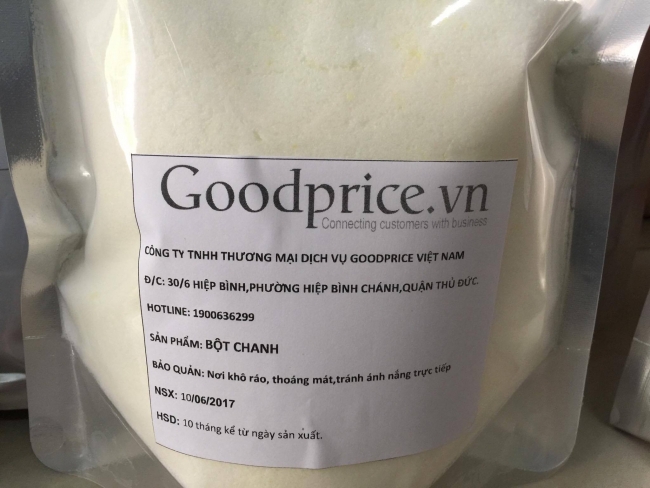 Goodprice.vn
Connecting customers with business
CÔNG TY TNHH THƯƠNG MẠI DỊCH VỤ GOODPRICE VIỆT NAM
Đ/C: 30/6 HIỆP BÌNH,PHƯỜNG HIỆP BÌNH CHÁNH,QUẬN THỦ ĐỨC.
HOTLINE: 1900636299
SẢN PHẨM: BỘT CHANH
BẢO QUẢN: Nơi khô ráo, thoáng mát,tránh ánh nắng trực tiếp
NSX: 10/06/2017
HSD: 10 tháng kể từ ngày sản xuất.